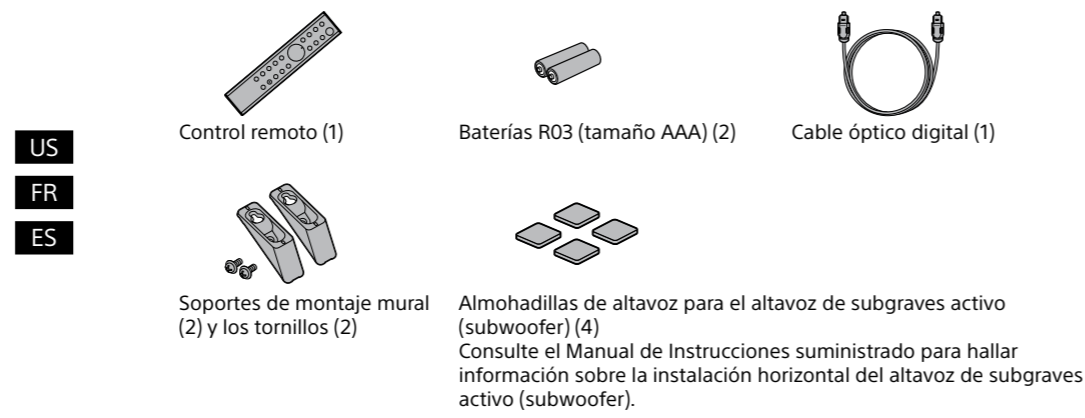 Control remoto (1)
Baterías R03 (tamaño AAA) (2)
Cable óptico digital (1)
US
FR
ES
Soportes de montaje mural
(2) y los tornillos (2)
Almohadillas de altavoz para el altavoz de subgraves activo
(subwoofer) (4)
Consulte el Manual de Instrucciones suministrado para hallar
información sobre la instalación horizontal del altavoz de subgraves
activo (subwoofer).